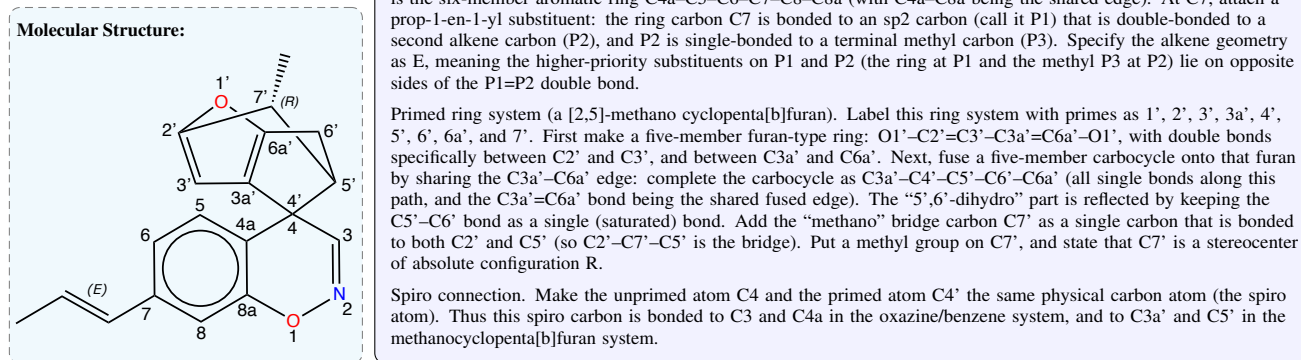 Molecular Structure:
O
1'
7'
(R)
2'
6'
6a'
3'
3a'
5'
4'
4
5
4a
3
6
N
2
(E)
7
8a
O
1
8
is the six-member aromatic ring C4a–C5–C6–C7–C8–C8a (with C4a–C8a being the shared edge). At C7, attach a
prop-1-en-1-yl substituent: the ring carbon C7 is bonded to an sp2 carbon (call it P1) that is double-bonded to a
second alkene carbon (P2), and P2 is single-bonded to a terminal methyl carbon (P3). Specify the alkene geometry
as E, meaning the higher-priority substituents on P1 and P2 (the ring at P1 and the methyl P3 at P2) lie on opposite
sides of the P1=P2 double bond.
Primed ring system (a [2,5]-methano cyclopenta[b]furan). Label this ring system with primes as 1', 2', 3', 3a', 4',
5', 6', 6a', and 7'. First make a five-member furan-type ring: O1'–C2'=C3'–C3a'=C6a'–O1', with double bonds
specifically between C2' and C3', and between C3a' and C6a'. Next, fuse a five-member carbocycle onto that furan
by sharing the C3a'–C6a' edge: complete the carbocycle as C3a'–C4'–C5'–C6'–C6a' (all single bonds along this
path, and the C3a'=C6a' bond being the shared fused edge). The “5',6'-dihydro” part is reflected by keeping the
C5'–C6' bond as a single (saturated) bond. Add the “methano” bridge carbon C7' as a single carbon that is bonded
to both C2' and C5' (so C2'–C7'–C5' is the bridge). Put a methyl group on C7', and state that C7' is a stereocenter
of absolute configuration R.
Spiro connection. Make the unprimed atom C4 and the primed atom C4' the same physical carbon atom (the spiro
atom). Thus this spiro carbon is bonded to C3 and C4a in the oxazine/benzene system, and to C3a' and C5' in the
methanocyclopenta[b]furan system.